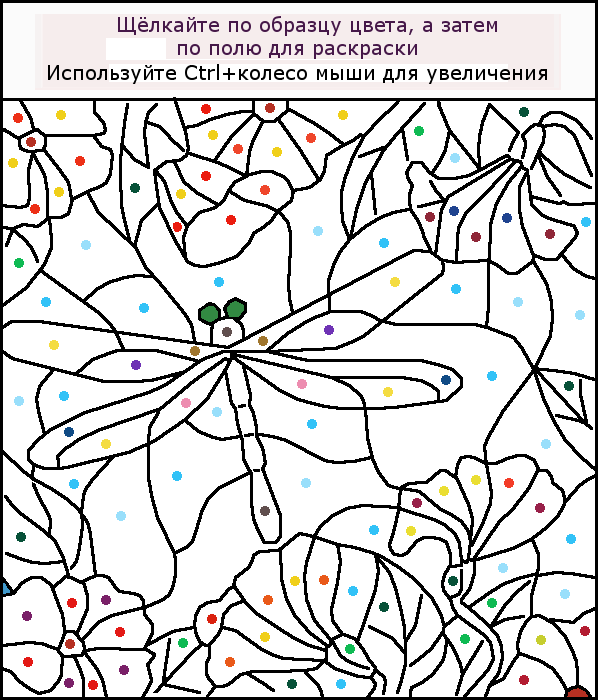 Щёлкайте по образцу цвета, а затем
по полю для раскраски
Используйте Ctrl+колесо мыши для увеличения